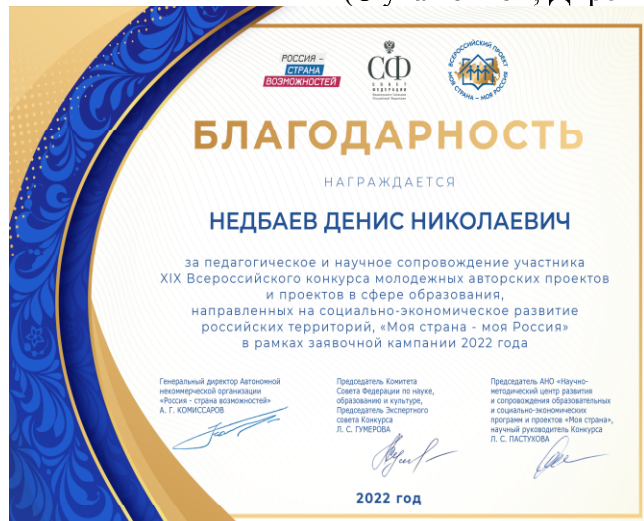 РОССИЯ –
СТРАНА
ВОЗМОЖНОСТЕЙ
СФ
СОВЕТ
ФЕДЕРАЦИИ
ВСЕРОССИЙСКИЙ ПРОЕКТ
МОЯ СТРАНА – МОЯ РОССИЯ
БЛАГОДАРНОСТЬ
НАГРАЖДАЕТСЯ
НЕДБАЕВ ДЕНИС НИКОЛАЕВИЧ
за педагогическое и научное сопровождение участника
XIX Всероссийского конкурса молодежных авторских проектов
и проектов в сфере образования,
направленных на социально-экономическое развитие
российских территорий, «Моя страна - моя Россия»
в рамках заявочной кампании 2022 года
Генеральный директор Автономной
некоммерческой организации
«Россия - страна возможностей»
А. Г. КОМИССАРОВ
Председатель Комитета
Совета Федерации по науке,
образованию и культуре,
Председатель Экспертного
совета Конкурса
Л. С. ГУМЕРОВА
Председатель АНО «Научно-
методический центр развития
и сопровождения образовательных
и социально-экономических
программ и проектов «Моя страна»,
научный руководитель Конкурса
Л. С. ПАСТУХОВА
2022 год